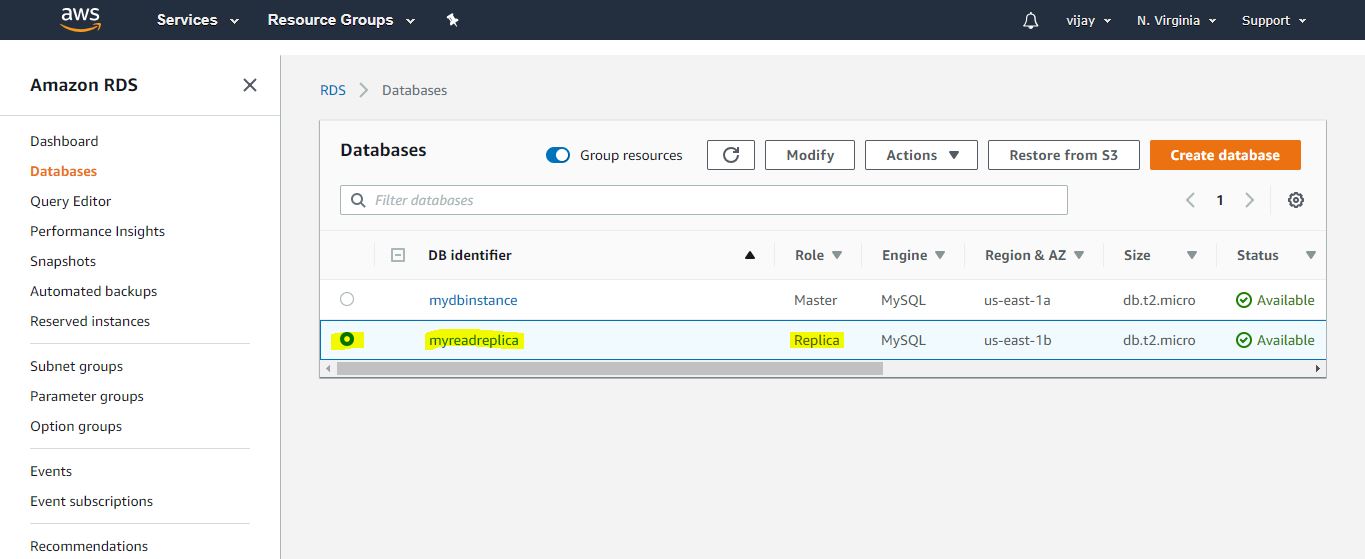 aws Services Resource Groups vijay N. Virginia Support
Amazon RDS
Dashboard
Databases
Query Editor
Performance Insights
Snapshots
Automated backups
Reserved instances
Subnet groups
Parameter groups
Option groups
Events
Event subscriptions
Recommendations
RDS Databases
Databases Group resources Modify Actions Restore from S3 Create database
Filter databases 1
DB identifier Role Engine Region & AZ Size Status
mydbinstance Master MySQL us-east-1a db.t2.micro Available
myreadreplica Replica MySQL us-east-1b db.t2.micro Available